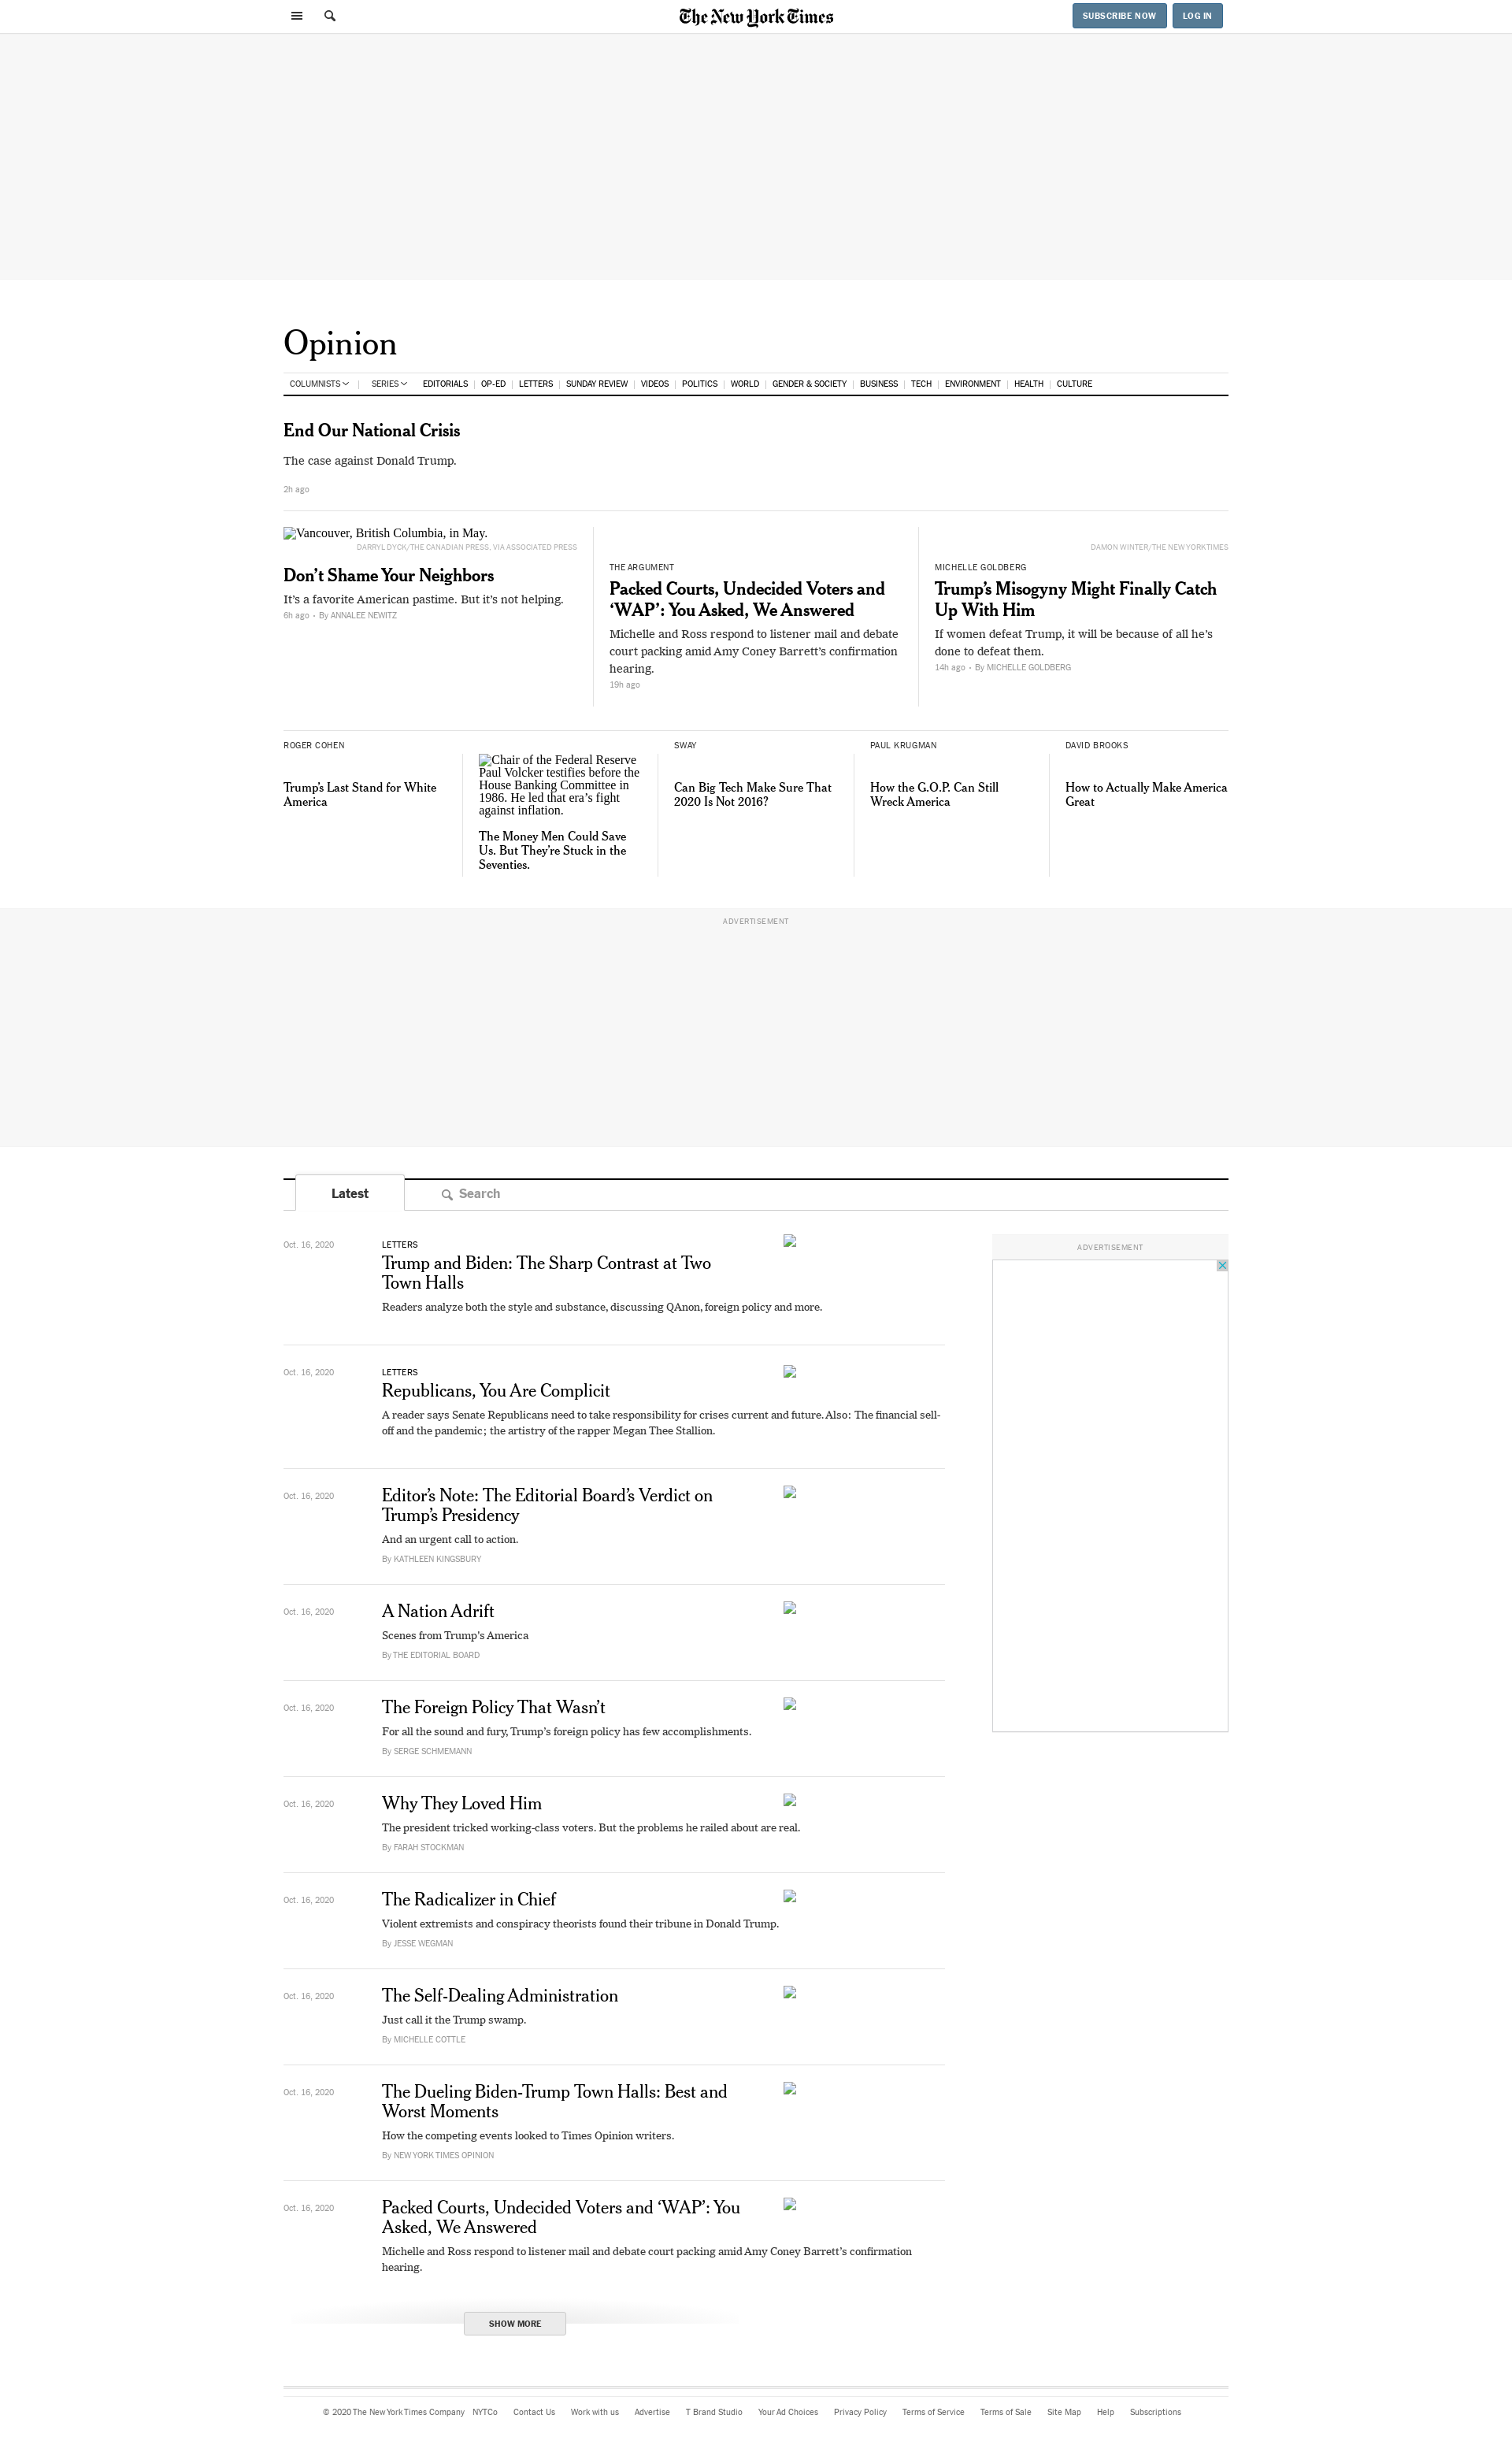 The New York Times
SUBSCRIBE NOW
LOG IN
Opinion
COLUMNISTS
SERIES
EDITORIALS
OP-ED
LETTERS
SUNDAY REVIEW
VIDEOS
POLITICS
WORLD
GENDER & SOCIETY
BUSINESS
TECH
ENVIRONMENT
HEALTH
CULTURE
End Our National Crisis
The case against Donald Trump.
2h ago
Vancouver, British Columbia, in May.
DARRYL DYCK/THE CANADIAN PRESS, VIA ASSOCIATED PRESS
Don’t Shame Your Neighbors
It’s a favorite American pastime. But it’s not helping.
6h ago • By ANNALEE NEWITZ
THE ARGUMENT
Packed Courts, Undecided Voters and
‘WAP’: You Asked, We Answered
Michelle and Ross respond to listener mail and debate
court packing amid Amy Coney Barrett’s confirmation
hearing.
19h ago
DAMON WINTER/THE NEW YORK TIMES
MICHELLE GOLDBERG
Trump’s Misogyny Might Finally Catch
Up With Him
If women defeat Trump, it will be because of all he’s
done to defeat them.
14h ago • By MICHELLE GOLDBERG
ROGER COHEN
Trump’s Last Stand for White
America
Chair of the Federal Reserve
Paul Volcker testifies before the
House Banking Committee in
1986. He led that era’s fight
against inflation.
The Money Men Could Save
Us. But They’re Stuck in the
Seventies.
SWAY
Can Big Tech Make Sure That
2020 Is Not 2016?
PAUL KRUGMAN
How the G.O.P. Can Still
Wreck America
DAVID BROOKS
How to Actually Make America
Great
ADVERTISEMENT
Latest
Search
Oct. 16, 2020
LETTERS
Trump and Biden: The Sharp Contrast at Two
Town Halls
Readers analyze both the style and substance, discussing QAnon, foreign policy and more.
ADVERTISEMENT
Oct. 16, 2020
LETTERS
Republicans, You Are Complicit
A reader says Senate Republicans need to take responsibility for crises current and future. Also: The financial sell-
off and the pandemic; the artistry of the rapper Megan Thee Stallion.
Oct. 16, 2020
Editor’s Note: The Editorial Board’s Verdict on
Trump’s Presidency
And an urgent call to action.
By KATHLEEN KINGSBURY
Oct. 16, 2020
A Nation Adrift
Scenes from Trump’s America
By THE EDITORIAL BOARD
Oct. 16, 2020
The Foreign Policy That Wasn’t
For all the sound and fury, Trump’s foreign policy has few accomplishments.
By SERGE SCHMEMANN
Oct. 16, 2020
Why They Loved Him
The president tricked working-class voters. But the problems he railed about are real.
By FARAH STOCKMAN
Oct. 16, 2020
The Radicalizer in Chief
Violent extremists and conspiracy theorists found their tribune in Donald Trump.
By JESSE WEGMAN
Oct. 16, 2020
The Self-Dealing Administration
Just call it the Trump swamp.
By MICHELLE COTTLE
Oct. 16, 2020
The Dueling Biden-Trump Town Halls: Best and
Worst Moments
How the competing events looked to Times Opinion writers.
By NEW YORK TIMES OPINION
Oct. 16, 2020
Packed Courts, Undecided Voters and ‘WAP’: You
Asked, We Answered
Michelle and Ross respond to listener mail and debate court packing amid Amy Coney Barrett’s confirmation
hearing.
SHOW MORE
© 2020 The New York Times Company
NYTCo
Contact Us
Work with us
Advertise
T Brand Studio
Your Ad Choices
Privacy Policy
Terms of Service
Terms of Sale
Site Map
Help
Subscriptions